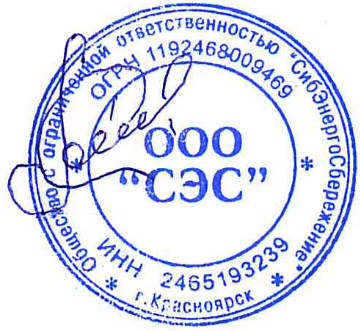 Общество с ограниченной ответственностью "СибЭнергоСбережение"
ОГРН 1192468009469
ООО
"СЭС"
ИНН 2465193239
* г.Красноярск *